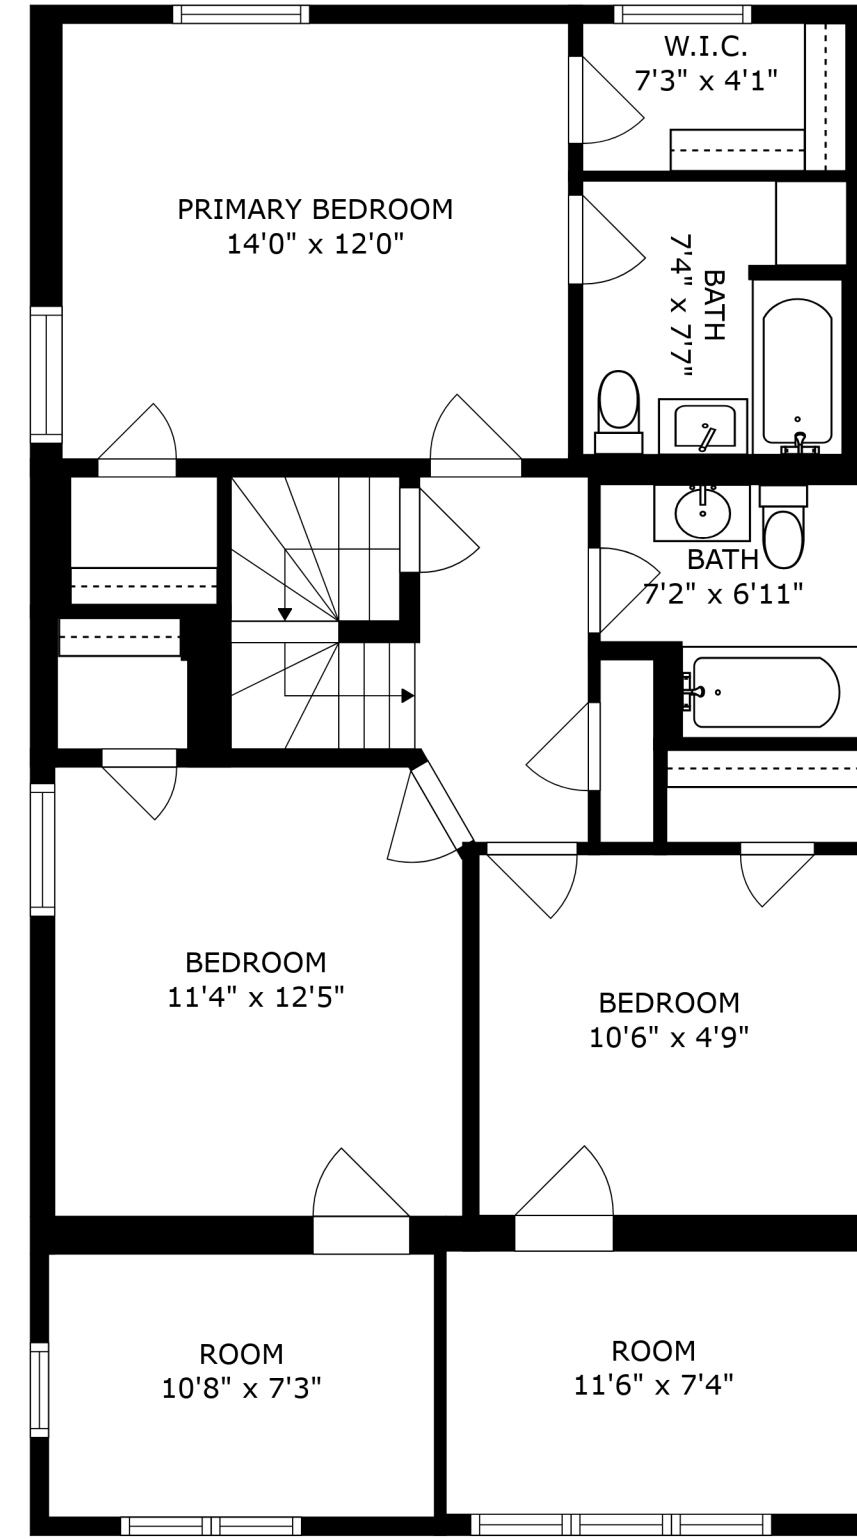 W.I.C.
7'3" x 4'1"
PRIMARY BEDROOM
14'0" x 12'0"
BATH
7'4" x 7'7"
BATH
7'2" x 6'11"
BEDROOM
11'4" x 12'5"
BEDROOM
10'6" x 4'9"
ROOM
10'8" x 7'3"
ROOM
11'6" x 7'4"